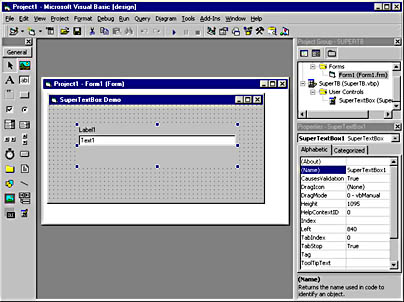 Project1 - Microsoft Visual Basic [design]
File Edit View Project Format Debug Run Query Diagram Tools Add-Ins Window Help
General
A
ab
Project1 - Form1 (Form)
SuperTextBox Demo
Label1
Text1
Project Group - SUPERTB
Forms
Form1 (Form1.frm)
SuperTB (SuperTB.vbp)
User Controls
SuperTextBox (Super
Properties - SuperTextBox1
SuperTextBox1 SuperTextBox
Alphabetic Categorized
(About)
(Name) SuperTextBox1
CausesValidation True
DragIcon (None)
DragMode 0 - vbManual
Height 1095
HelpContextID 0
Index
Left 840
TabIndex 0
TabStop True
Tag
ToolTipText
(Name)
Returns the name used in code to
identify an object.